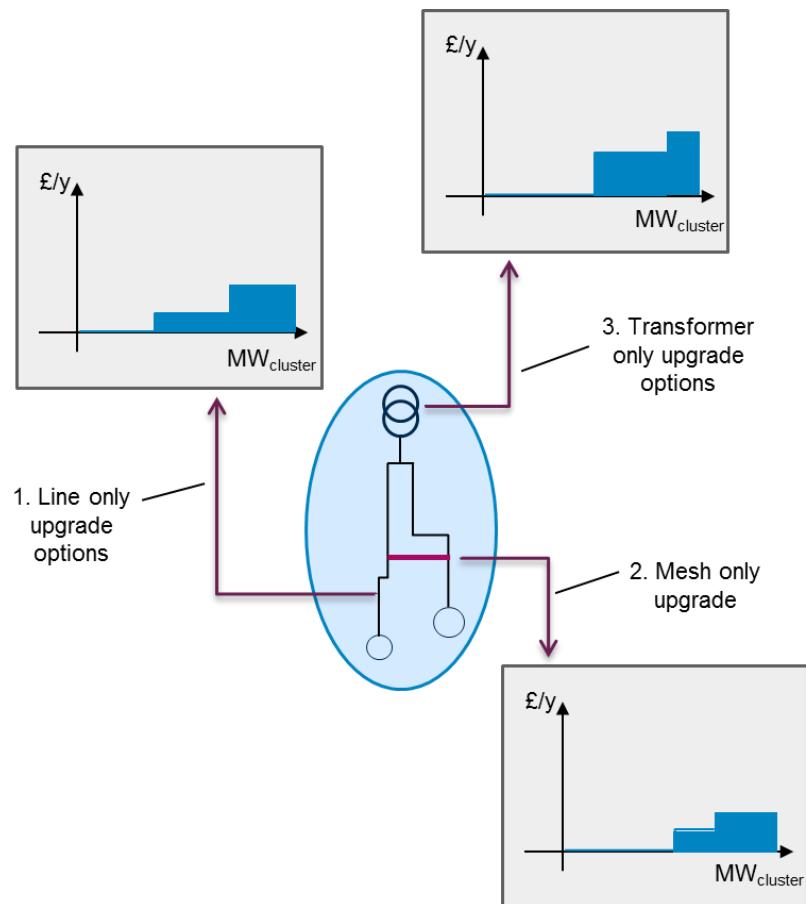 £/y
MWcluster
£/y
MWcluster
3. Transformer
only upgrade
options
1. Line only
upgrade
options
2. Mesh only
upgrade
£/y
MWcluster